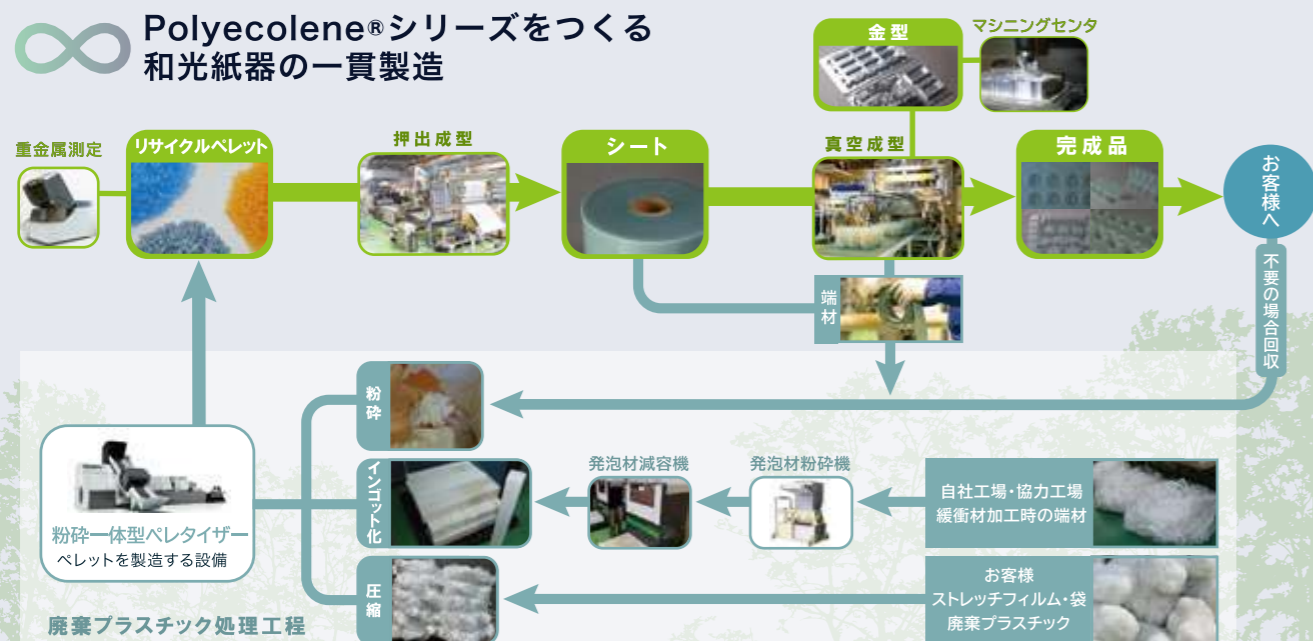 Polyecolene®シリーズをつくる
和光紙器の一貫製造
重金属測定
リサイクルペレット
押出成型
シート
金型
マシニングセンタ
真空成型
完成品
お客様へ
不要の場合回収
端材
粉砕
インゴット化
発泡材減容機
発泡材粉砕機
自社工場・協力工場
緩衝材加工時の端材
圧縮
お客様
ストレッチフィルム・袋
廃棄プラスチック
粉砕一体型ペレタイザー
ペレットを製造する設備
廃棄プラスチック処理工程